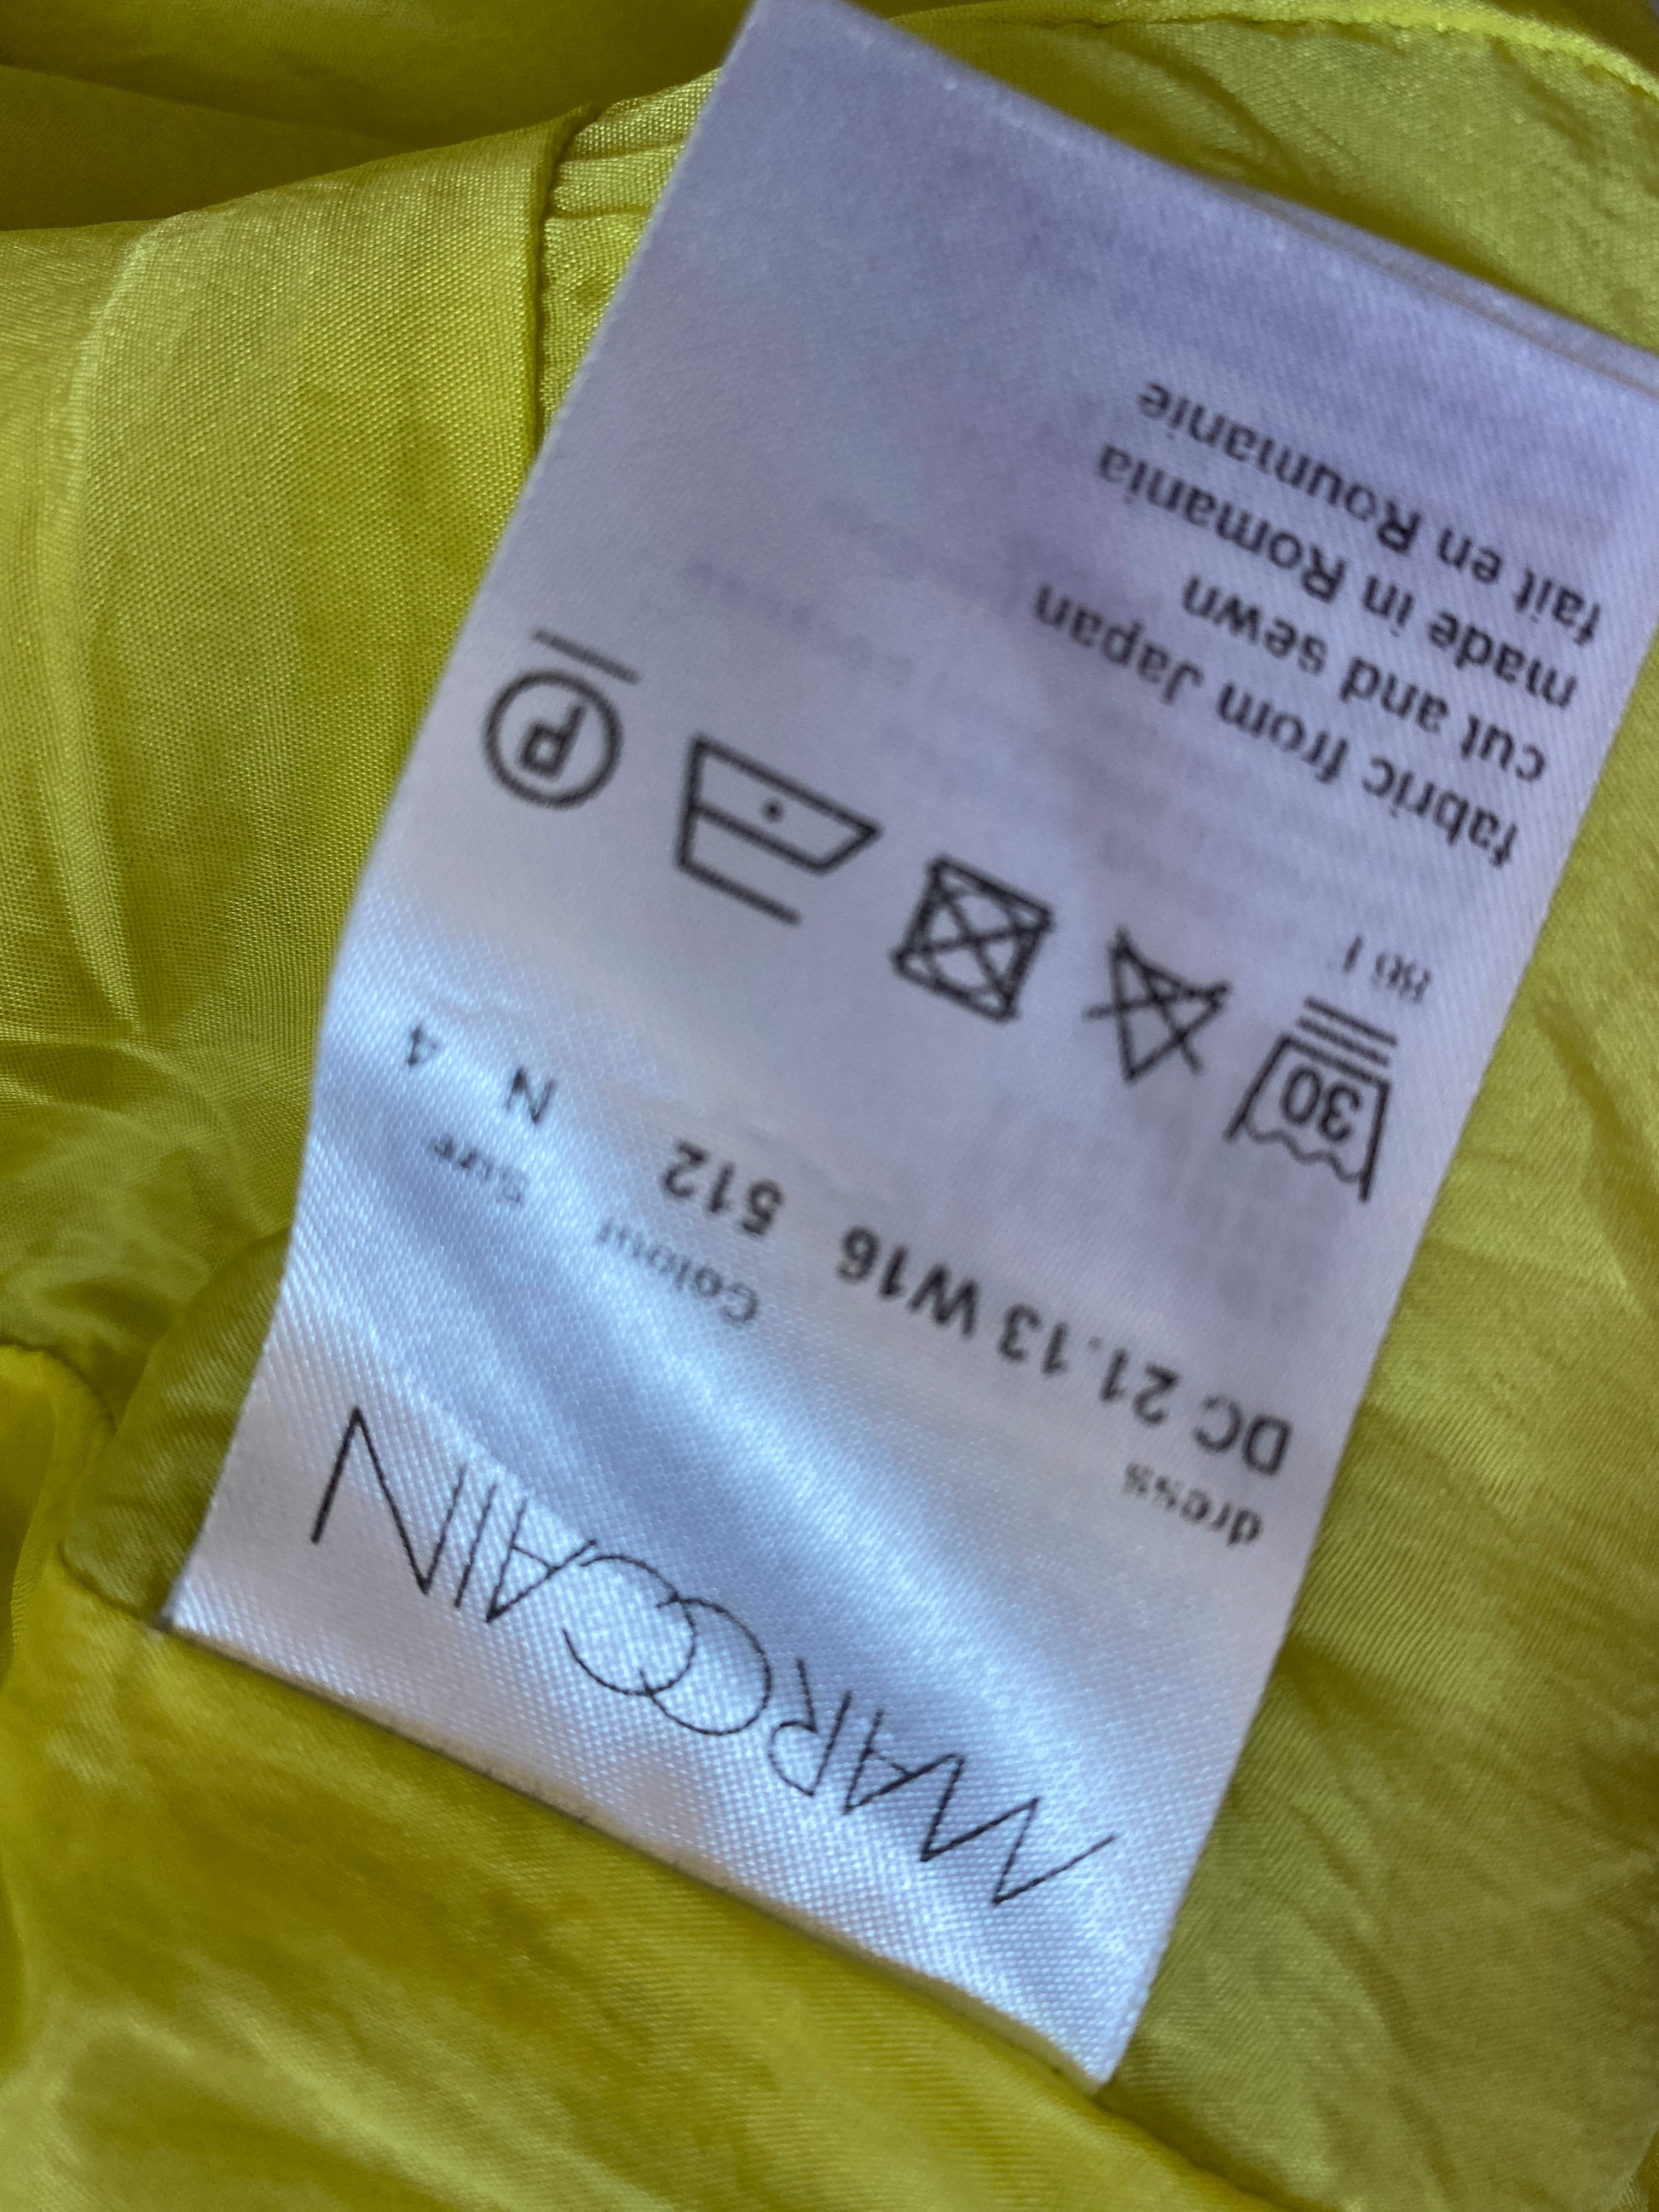 MARCCAIN
dress
Colour
Size
DC 21.13 W16
512
N 4
30
P
861
fabric from Japan
cut and sewn
made in Romania
fait en Roumanie